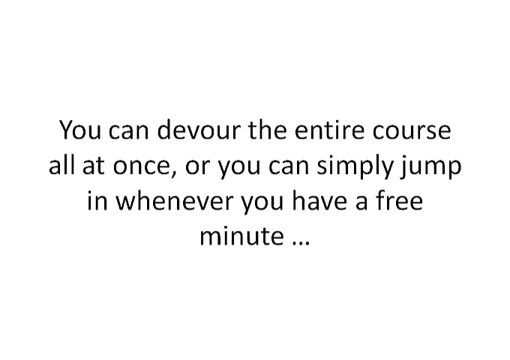 You can devour the entire course
all at once, or you can simply jump
in whenever you have a free
minute ...